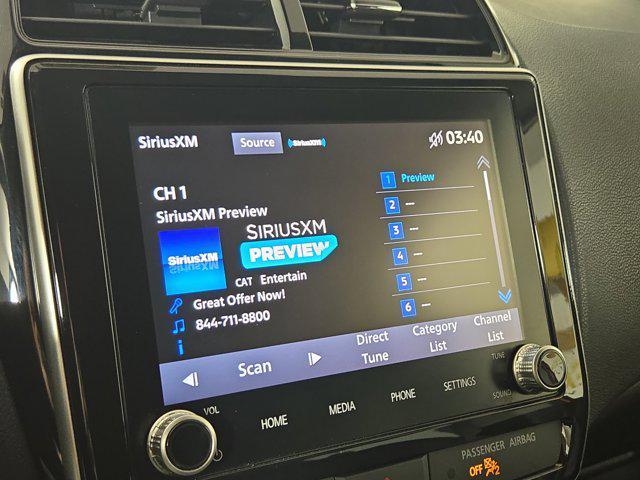 SiriusXM Source SiriusXM 03:40
CH 1
SiriusXM Preview
SiriusXM
SIRIUSXM
PREVIEW
CAT Entertain
Great Offer Now!
844-711-8800
1 Preview
2 ---
3 ---
4 ---
5 ---
6 ---
Scan
Direct Tune
Category List
Channel List
VOL HOME MEDIA PHONE SETTINGS TUNE
SOUND
PASSENGER AIRBAG
OFF 2